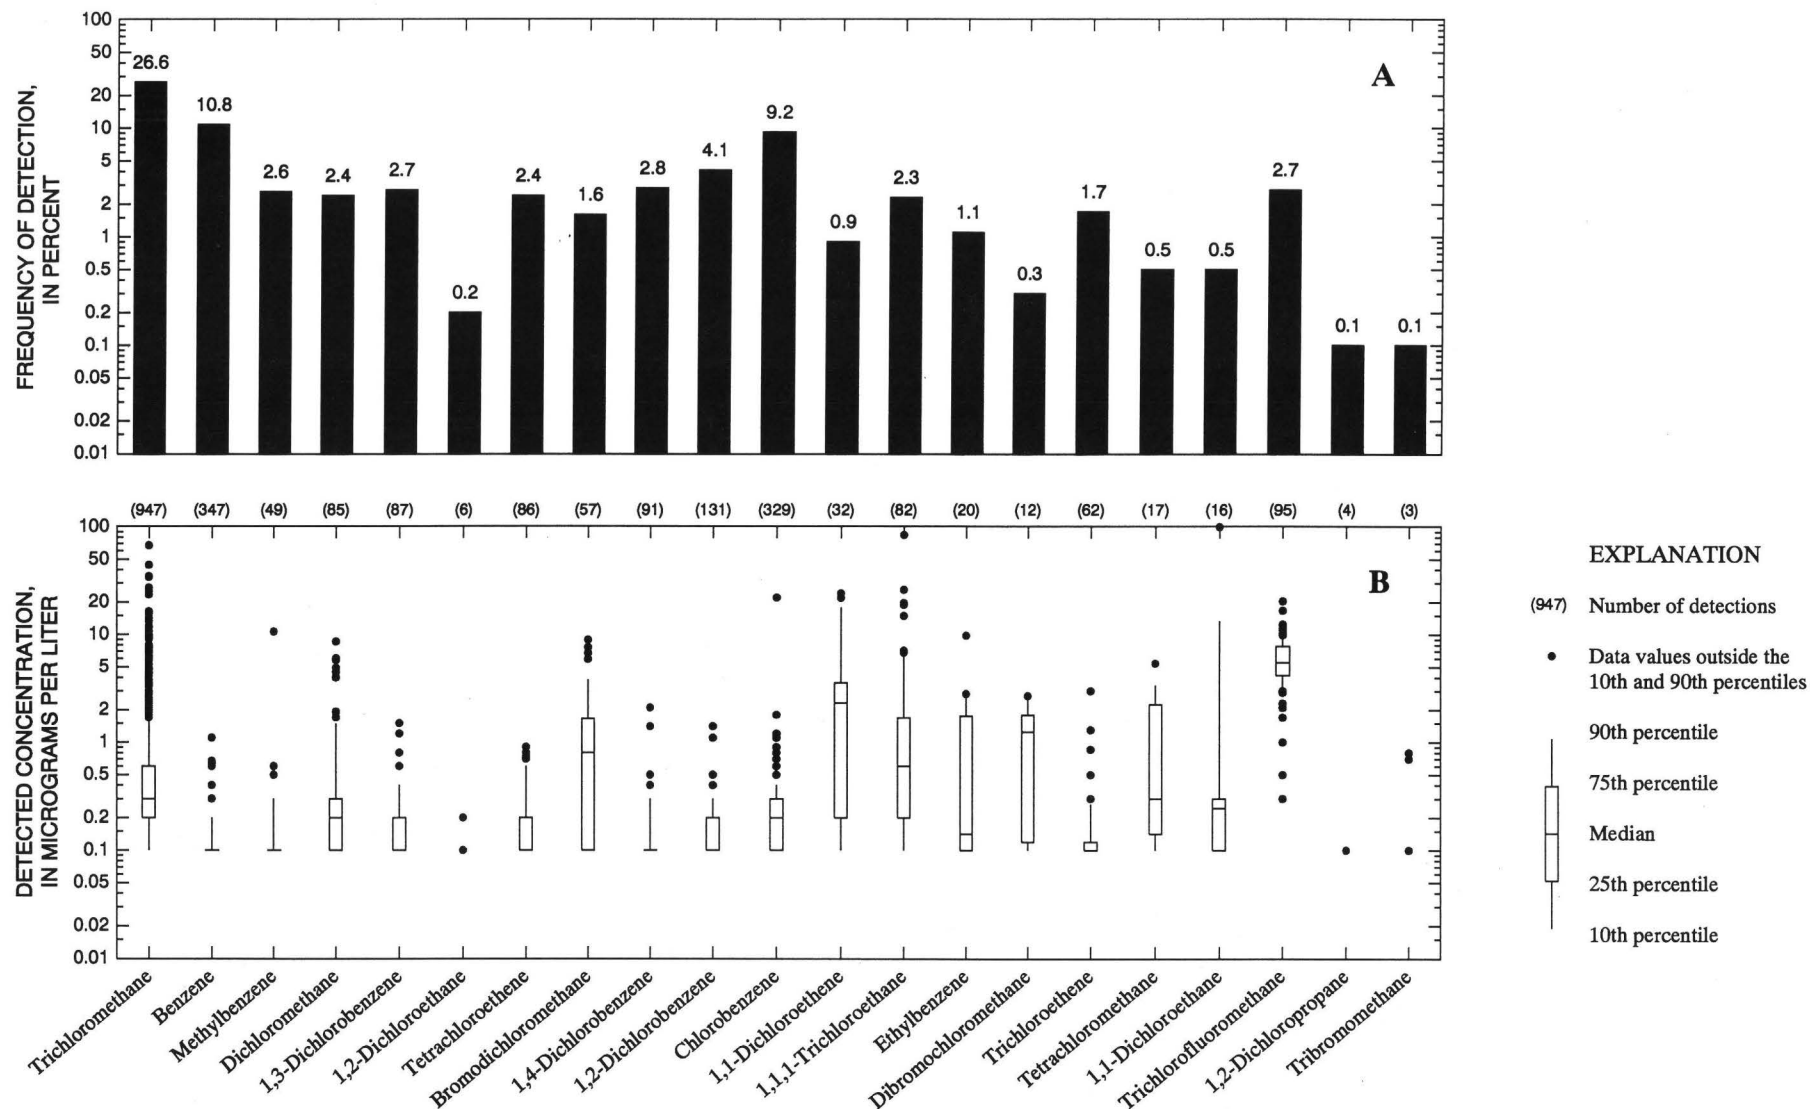 A
FREQUENCY OF DETECTION,
IN PERCENT
100
50
20
10
5
2
1
0.5
0.2
0.1
0.05
0.02
0.01
26.6
10.8
2.6
2.4
2.7
0.2
2.4
1.6
2.8
4.1
9.2
0.9
2.3
1.1
0.3
1.7
0.5
0.5
2.7
0.1
0.1
(947) (347) (49) (85) (87) (6) (86) (57) (91) (131) (329) (32) (82) (20) (12) (62) (17) (16) (95) (4) (3)
B
DETECTED CONCENTRATION,
IN MICROGRAMS PER LITER
100
50
20
10
5
2
1
0.5
0.2
0.1
0.05
0.02
0.01
Trichloromethane
Benzene
Methylbenzene
Dichloromethane
1,3-Dichlorobenzene
1,2-Dichloroethane
Tetrachloroethene
Bromodichloromethane
1,4-Dichlorobenzene
1,2-Dichlorobenzene
Chlorobenzene
1,1-Dichloroethene
1,1,1-Trichloroethane
Ethylbenzene
Dibromochloromethane
Trichloroethene
Tetrachloromethane
1,1-Dichloroethane
Trichlorofluoromethane
1,2-Dichloropropane
Tribromomethane
EXPLANATION
(947) Number of detections
Data values outside the
10th and 90th percentiles
90th percentile
75th percentile
Median
25th percentile
10th percentile